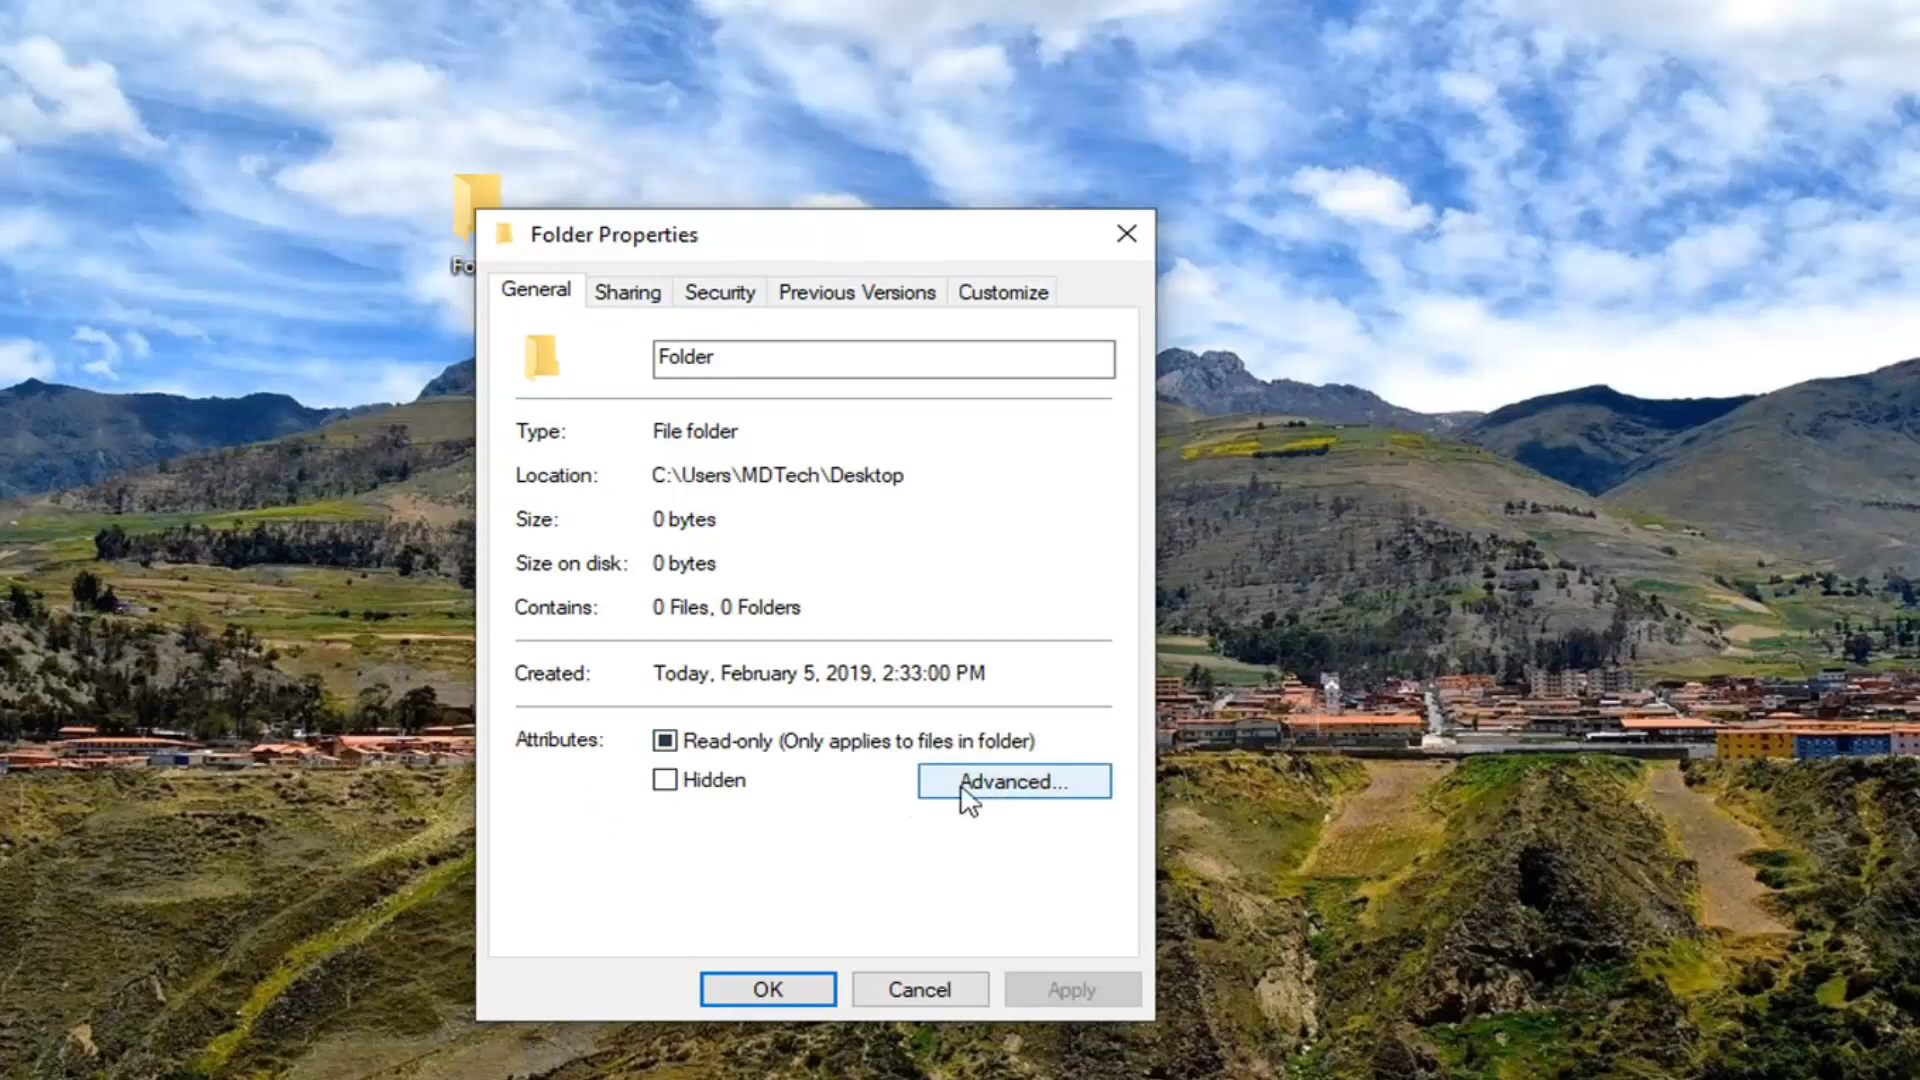 Fo
Folder Properties
General Sharing Security Previous Versions Customize
Folder
Type: File folder
Location: C:\Users\MDTech\Desktop
Size: 0 bytes
Size on disk: 0 bytes
Contains: 0 Files, 0 Folders
Created: Today, February 5, 2019, 2:33:00 PM
Attributes: Read-only (Only applies to files in folder)
Hidden Advanced...
OK Cancel Apply